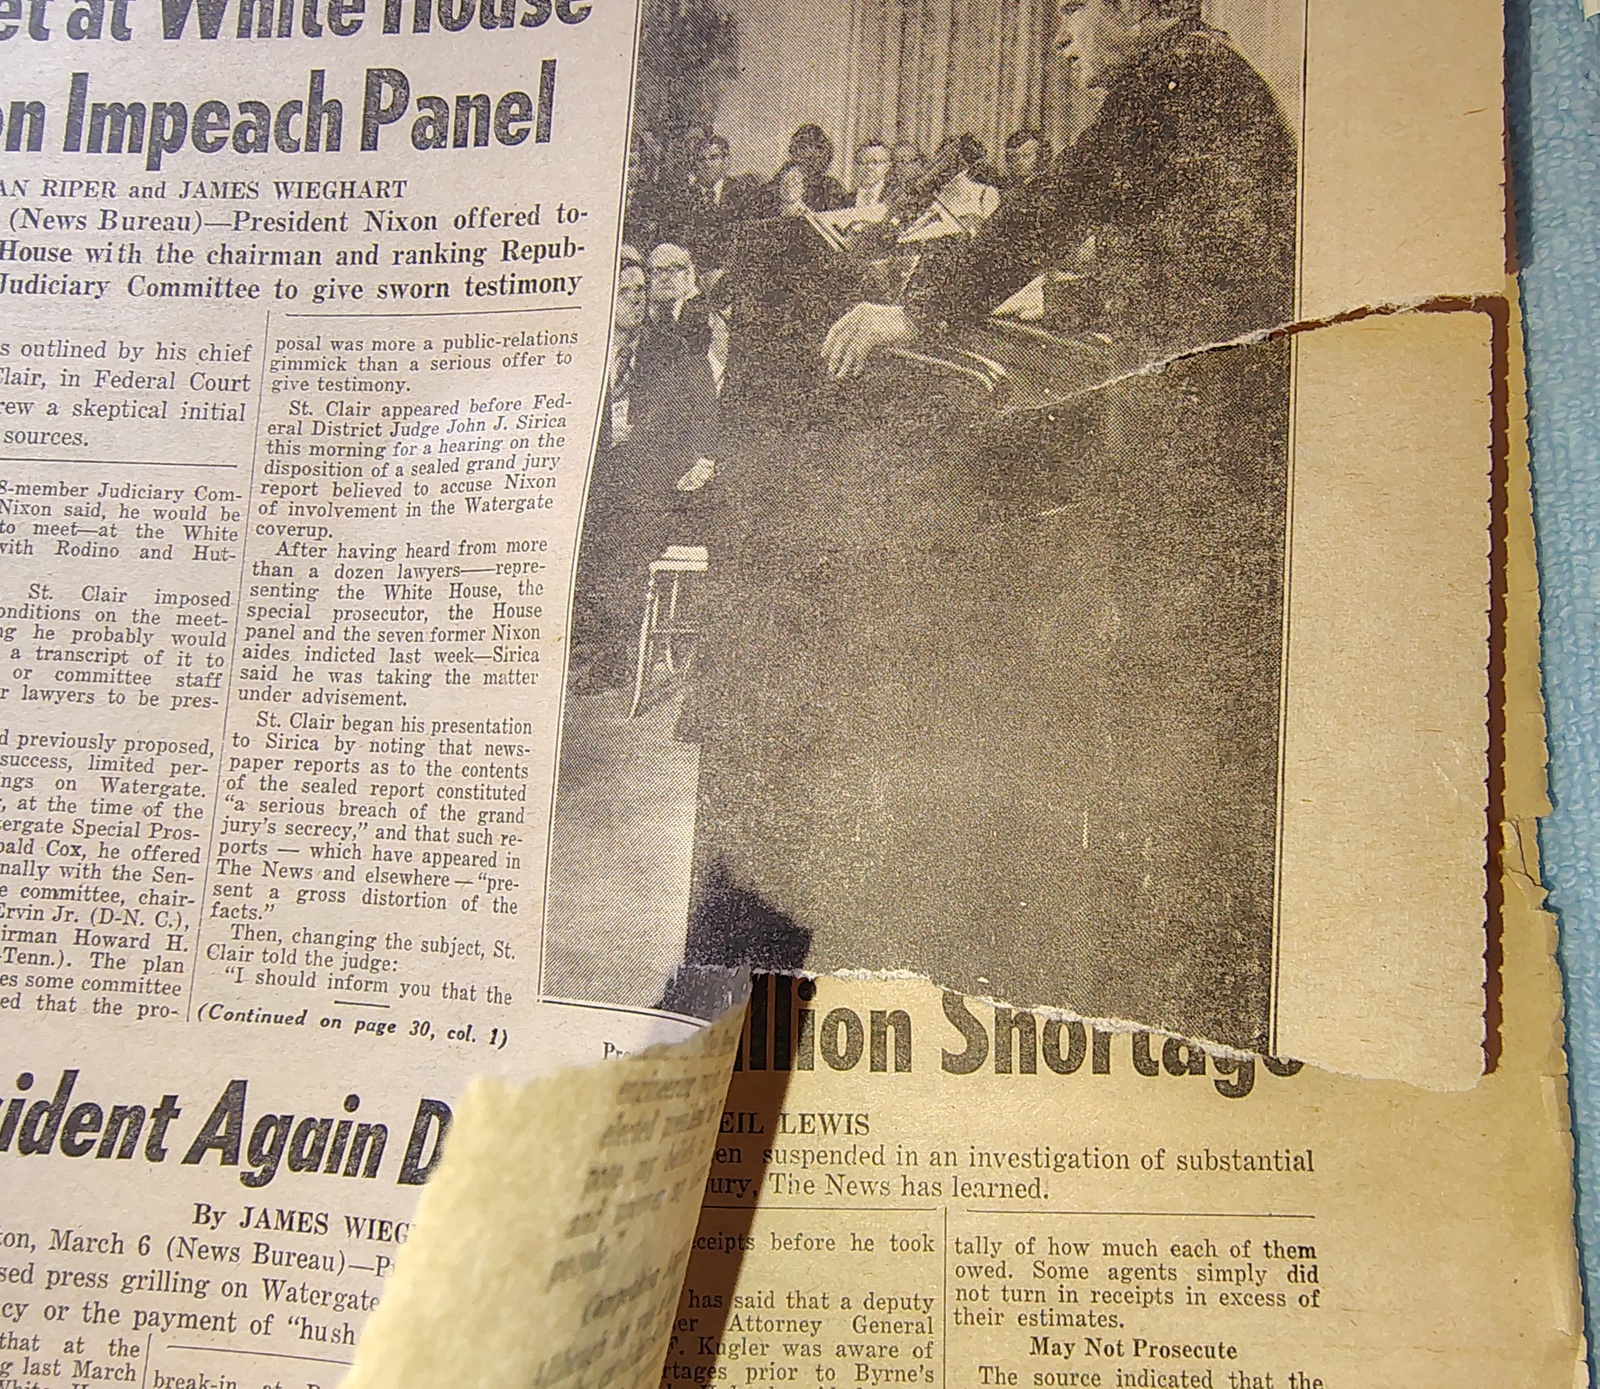 et at White House
on Impeach Panel
AN RIPER and JAMES WIEGHART
(News Bureau)—President Nixon offered to-
House with the chairman and ranking Repub-
Judiciary Committee to give sworn testimony
s outlined by his chief
Clair, in Federal Court
rew a skeptical initial
sources.
8-member Judiciary Com-
Nixon said, he would be
to meet—at the White
with Rodino and Hut-
St. Clair imposed
onditions on the meet-
ng he probably would
a transcript of it to
or committee staff
r lawyers to be pres-
d previously proposed,
success, limited per-
ngs on Watergate.
, at the time of the
tergate Special Pros-
bald Cox, he offered
nally with the Sen-
e committee, chair-
Ervin Jr. (D-N. C.),
irman Howard H.
-Tenn.). The plan
es some committee
ed that the pro-
posal was more a public-relations
gimmick than a serious offer to
give testimony.
St. Clair appeared before Fed-
eral District Judge John J. Sirica
this morning for a hearing on the
disposition of a sealed grand jury
report believed to accuse Nixon
of involvement in the Watergate
coverup.
After having heard from more
than a dozen lawyers—repre-
senting the White House, the
special prosecutor, the House
panel and the seven former Nixon
aides indicted last week—Sirica
said he was taking the matter
under advisement.
St. Clair began his presentation
to Sirica by noting that news-
paper reports as to the contents
of the sealed report constituted
"a serious breach of the grand
jury's secrecy," and that such re-
ports — which have appeared in
The News and elsewhere — "pre-
sent a gross distortion of the
facts."
Then, changing the subject, St.
Clair told the judge:
"I should inform you that the
(Continued on page 30, col. 1)
sident Again D
By JAMES WIEG
ton, March 6 (News Bureau)—P
sed press grilling on Watergate
cy or the payment of "hush
that at the
g last March
break-in
illion Shortage
EIL LEWIS
en suspended in an investigation of substantial
ury, The News has learned.
eceipts before he took
has said that a deputy
er Attorney General
F. Kugler was aware of
rtages prior to Byrne's
tally of how much each of them
owed. Some agents simply did
not turn in receipts in excess of
their estimates.
May Not Prosecute
The source indicated that the